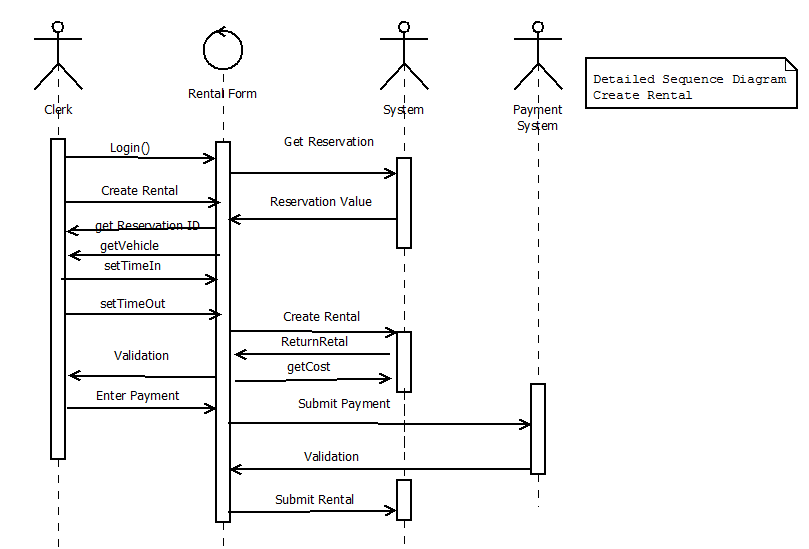 Detailed Sequence Diagram
Create Rental
Clerk
Rental Form
System
Payment
System
Login()
Get Reservation
Create Rental
Reservation Value
get Reservation ID
getVehicle
setTimeIn
setTimeOut
Create Rental
ReturnRetal
Validation
getCost
Enter Payment
Submit Payment
Validation
Submit Rental